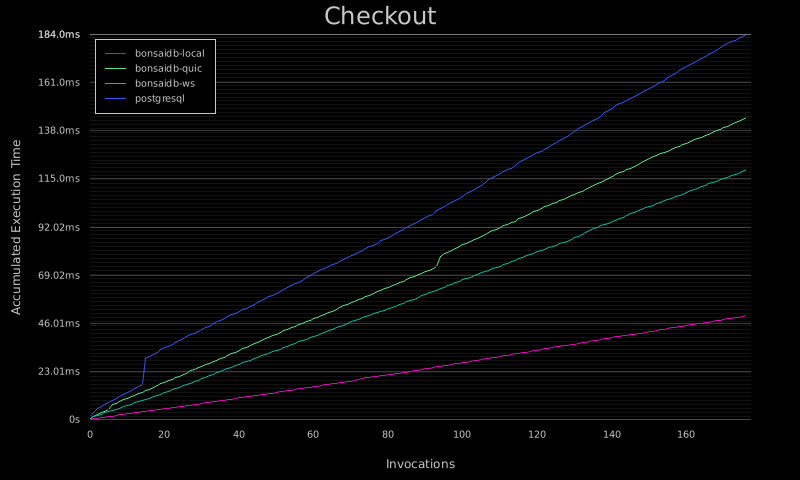 Checkout
184.0ms
161.0ms
138.0ms
115.0ms
92.02ms
69.02ms
46.01ms
23.01ms
0s
bonsaidb-local
bonsaidb-quic
bonsaidb-ws
postgresql
Accumulated Execution Time
0 20 40 60 80 100 120 140 160
Invocations